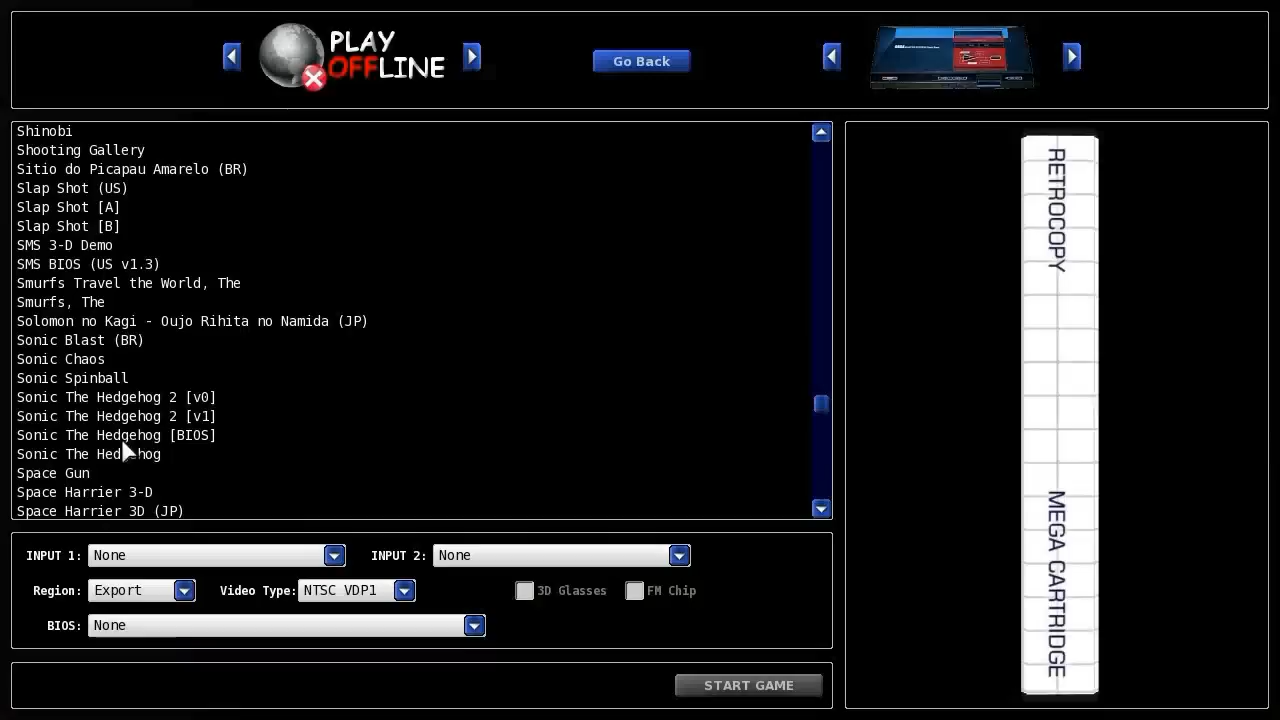 PLAY
OFFLINE
Go Back
Shinobi
Shooting Gallery
Sitio do Picapau Amarelo (BR)
Slap Shot (US)
Slap Shot [A]
Slap Shot [B]
SMS 3-D Demo
SMS BIOS (US v1.3)
Smurfs Travel the World, The
Smurfs, The
Solomon no Kagi - Oujo Rihita no Namida (JP)
Sonic Blast (BR)
Sonic Chaos
Sonic Spinball
Sonic The Hedgehog 2 [v0]
Sonic The Hedgehog 2 [v1]
Sonic The Hedgehog [BIOS]
Sonic The Hedgehog
Space Gun
Space Harrier 3-D
Space Harrier 3D (JP)
RETROCOPY
MEGA CARTRIDGE
INPUT 1: None INPUT 2: None
Region: Export Video Type: NTSC VDP1 3D Glasses FM Chip
BIOS: None
START GAME